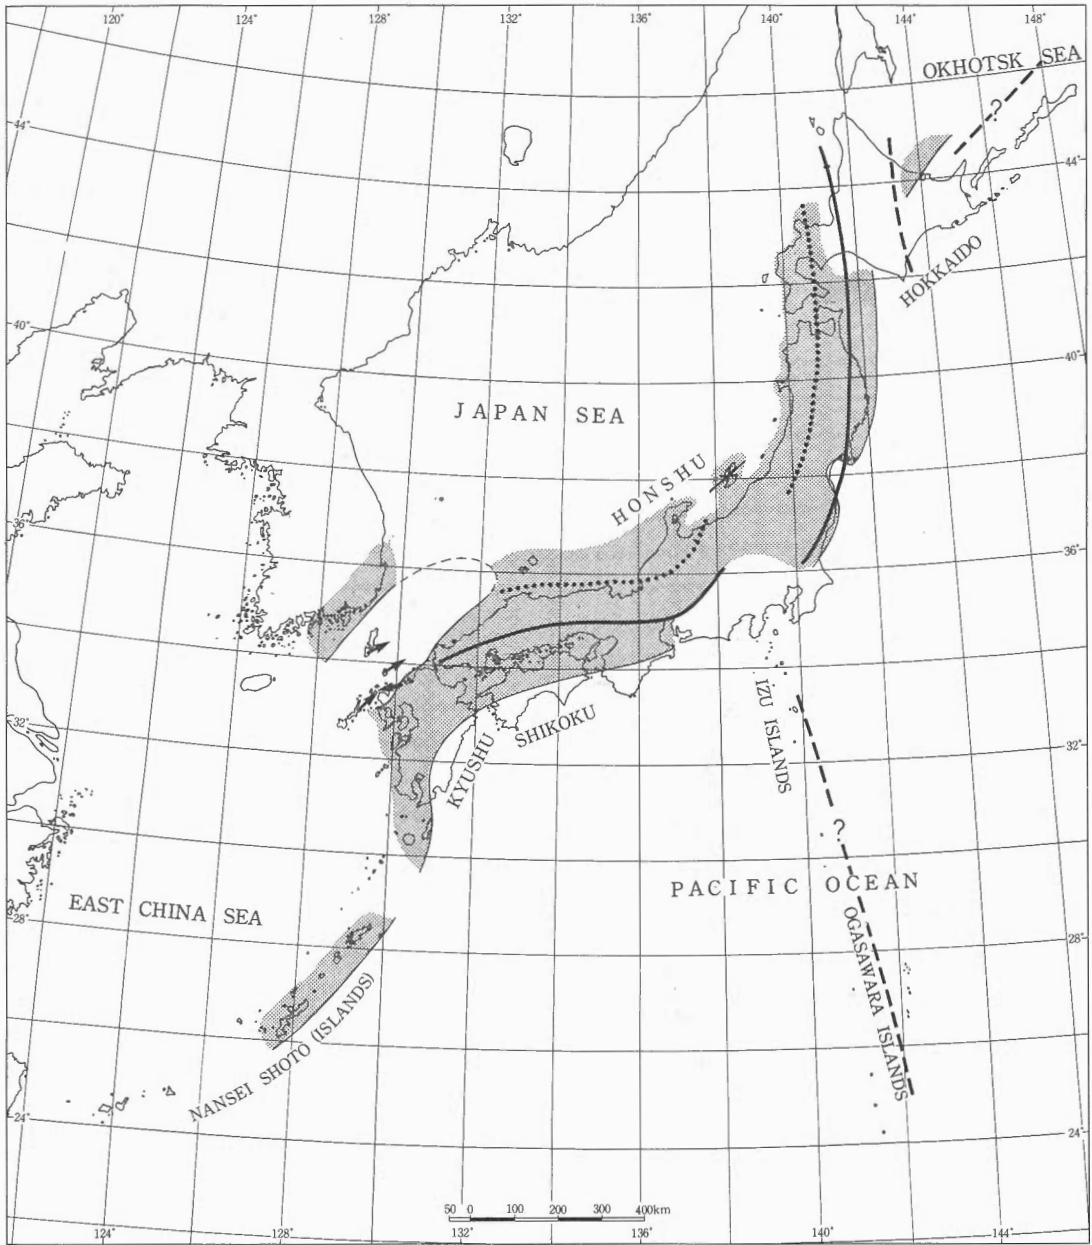 120° 124° 128° 132° 136° 140° 144° 148°
OKHOTSK SEA
?
44° 44°
HOKKAIDO
40° 40°
JAPAN SEA
HONSHU
36° 36°
IZU ISLANDS
SHIKOKU
KYUSHU
32° 32°
?
PACIFIC OCEAN
EAST CHINA SEA
28° 28°
OGASAWARA ISLANDS
NANSEI SHOTO (ISLANDS)
24° 24°
50 0 100 200 300 400km
124° 128° 132° 136° 140° 144°